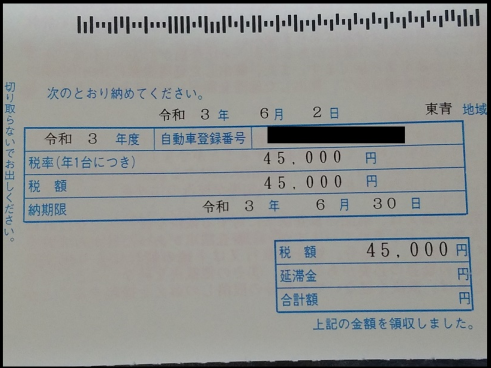 切り取らないでお出しください。
次のとおり納めてください。
令和 3 年 6 月 2 日 東青 地域
令和 3 年度 自動車登録番号
税率(年1台につき) 45,000 円
税 額 45,000 円
納期限 令和 3 年 6 月 30 日
税 額 45,000 円
延滞金 円
合計額 円
上記の金額を領収しました。